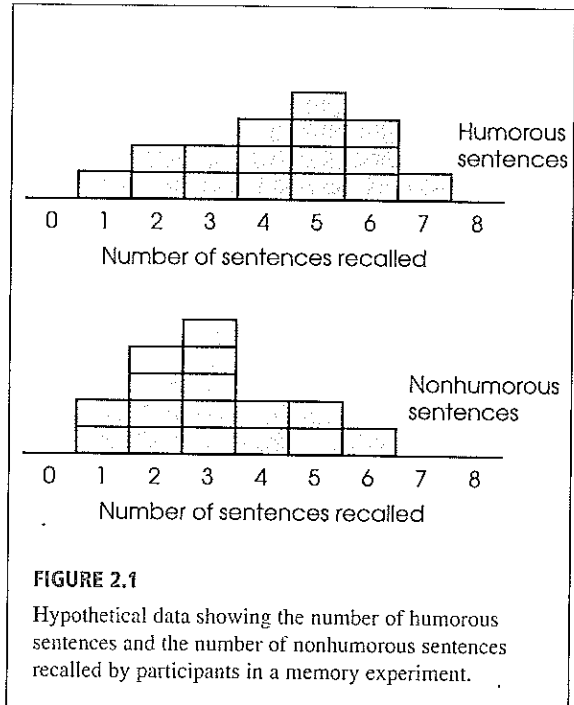 Humorous
sentences
0 1 2 3 4 5 6 7 8
Number of sentences recalled
Nonhumorous
sentences
0 1 2 3 4 5 6 7 8
Number of sentences recalled
FIGURE 2.1
Hypothetical data showing the number of humorous
sentences and the number of nonhumorous sentences
recalled by participants in a memory experiment.